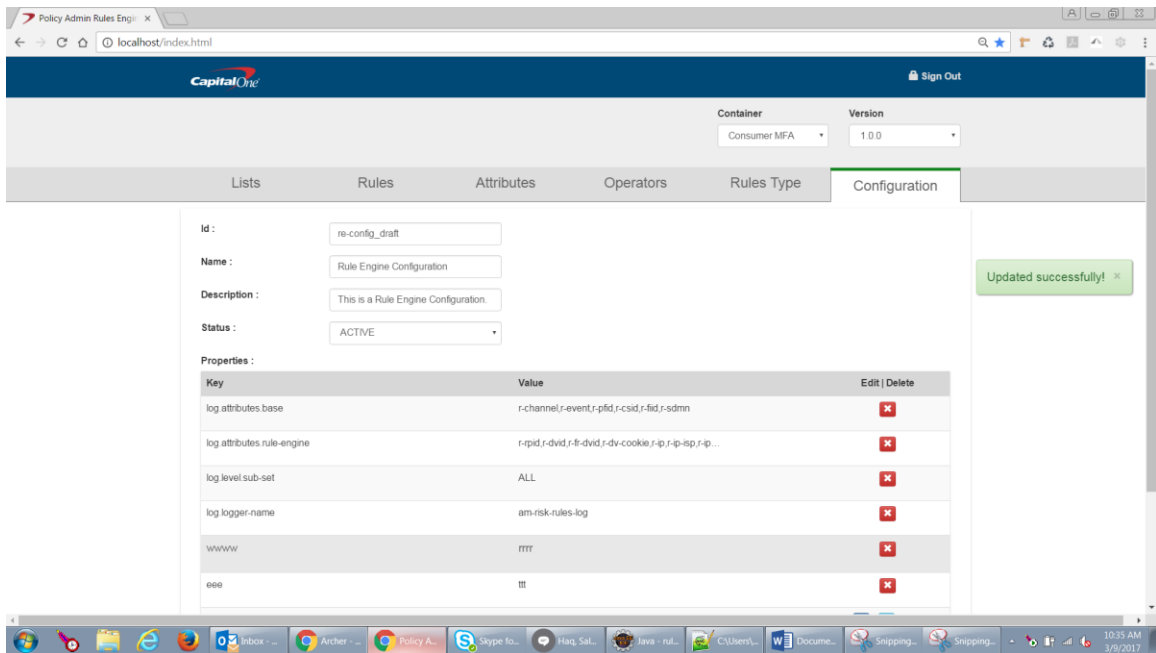 Policy Admin Rules Engin
localhost/index.html
CapitalOne
Sign Out
Container
Version
Consumer MFA
1.0.0
Lists
Rules
Attributes
Operators
Rules Type
Configuration
Id :
re-config_draft
Name :
Rule Engine Configuration
Updated successfully! ×
Description :
This is a Rule Engine Configuration.
Status :
ACTIVE
Properties :
Key Value Edit | Delete
log.attributes.base r-channel,r-event,r-pfid,r-csid,r-fiid,r-sdmn
log.attributes.rule-engine r-rpid,r-dvid,r-fr-dvid,r-dv-cookie,r-ip,r-ip-isp,r-ip...
log.level.sub-set ALL
log.logger-name am-risk-rules-log
wwww rrrr
eee ttt
Inbox - ... Archer - ... Policy A... Skype fo... Haq, Sal... Java - rul... C:\Users\... Docume... Snipping... Snipping... 10:35 AM
3/9/2017